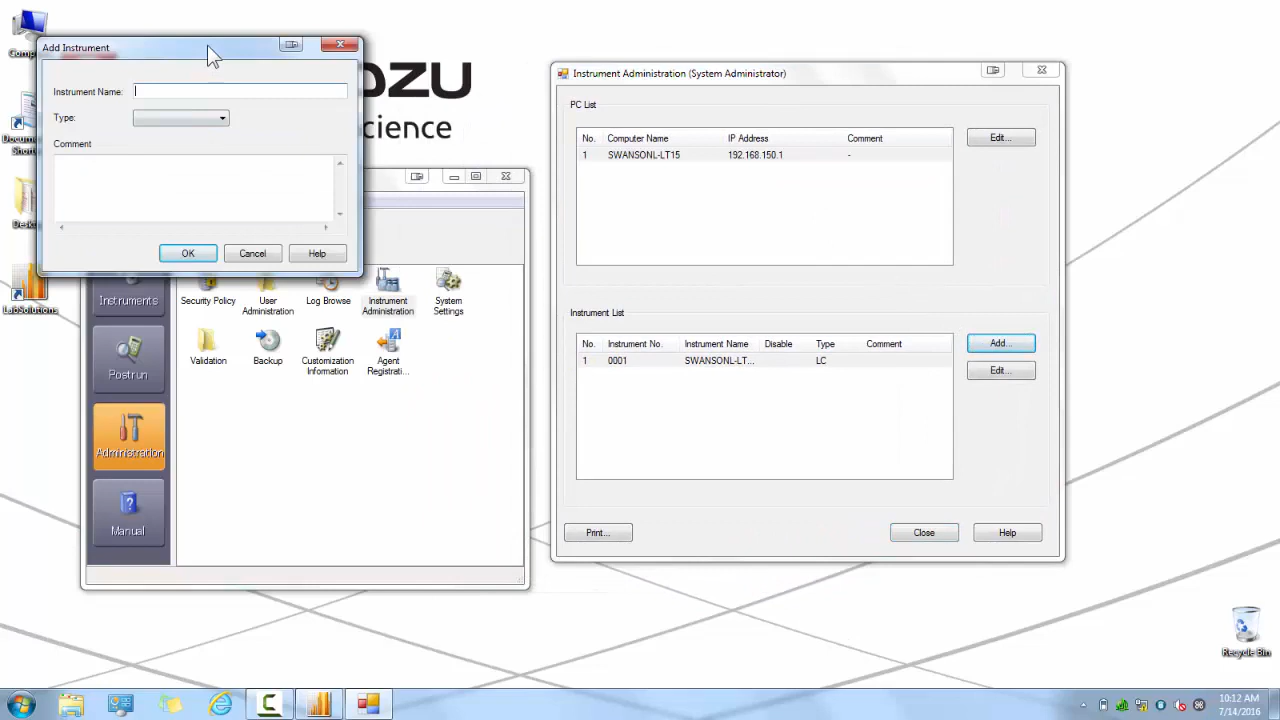 Add Instrument
Instrument Name:
Type:
Comment
OK
Cancel
Help
DZU
cience
LabSolutions
Instruments
Postrun
Administration
Manual
Security Policy
User Administration
Log Browse
Instrument Administration
System Settings
Validation
Backup
Customization Information
Agent Registrati...
Instrument Administration (System Administrator)
PC List
No. Computer Name IP Address Comment
1 SWANSONL-LT15 192.168.150.1 -
Edit...
Instrument List
No. Instrument No. Instrument Name Disable Type Comment
1 0001 SWANSONL-LT... LC
Add...
Edit...
Print...
Close
Help
Recycle Bin
10:12 AM
7/14/2016